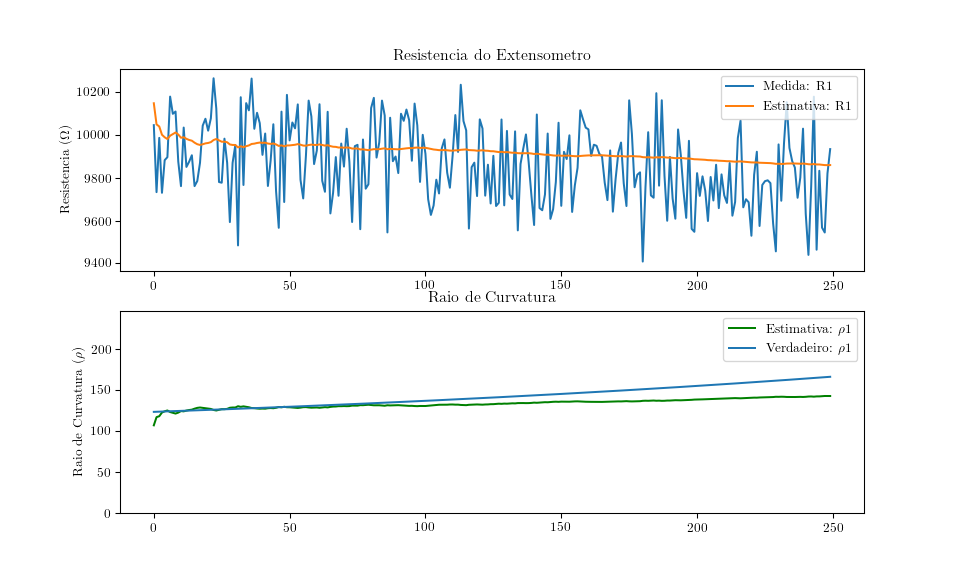 Resistencia do Extensometro
Resistencia (Ω)
10200
10000
9800
9600
9400
Medida: R1
Estimativa: R1
0 50 100 150 200 250
Raio de Curvatura
Raio de Curvatura (ρ)
200
150
100
50
0
Estimativa: ρ1
Verdadeiro: ρ1
0 50 100 150 200 250